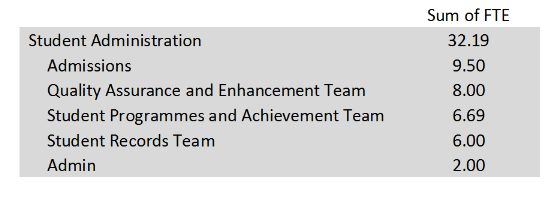 Sum of FTE
Student Administration 32.19
Admissions 9.50
Quality Assurance and Enhancement Team 8.00
Student Programmes and Achievement Team 6.69
Student Records Team 6.00
Admin 2.00